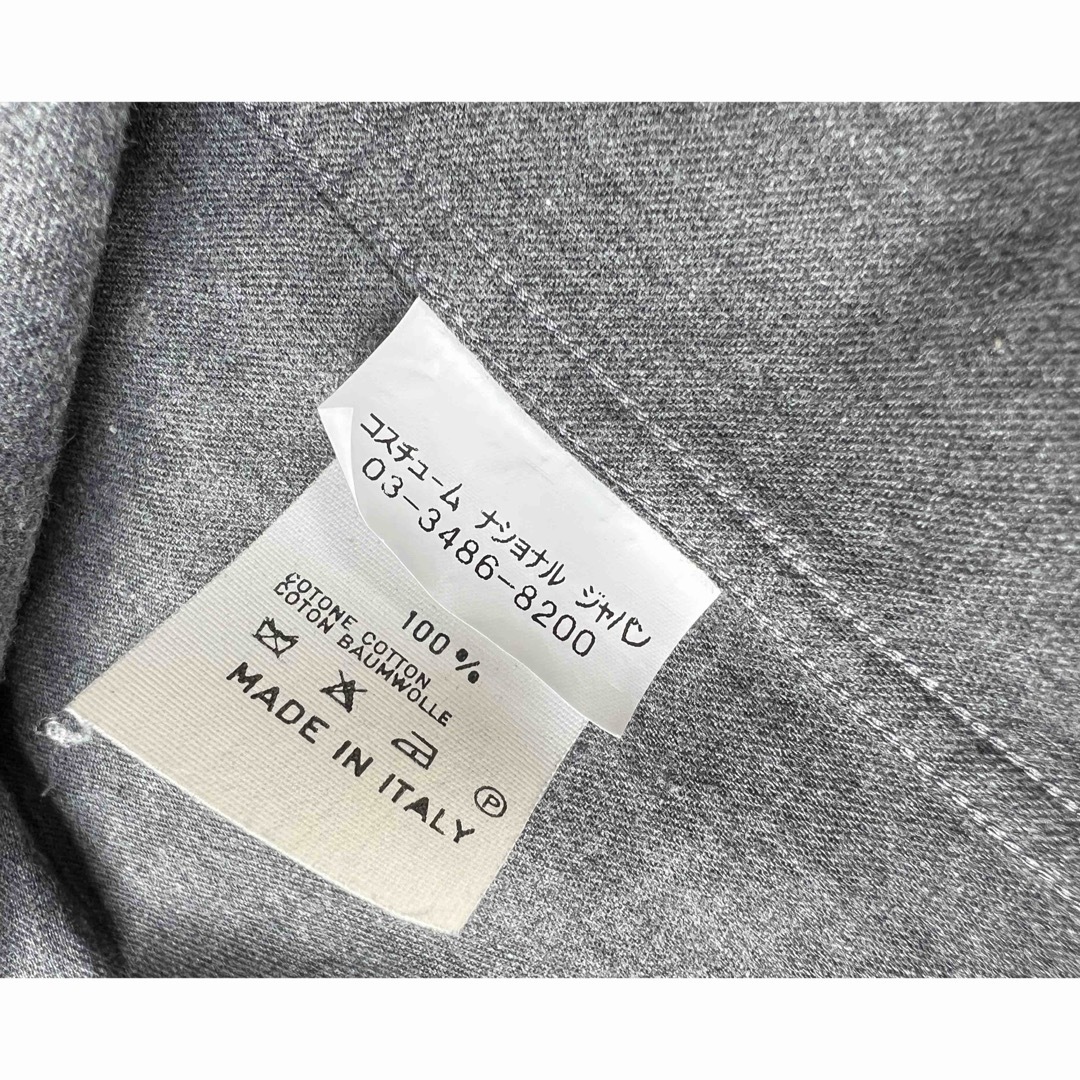 コスチューム ナショナル ジャパン
03-3486-8200
100%
COTONE COTTON
COTON BAUMWOLLE
P
MADE IN ITALY